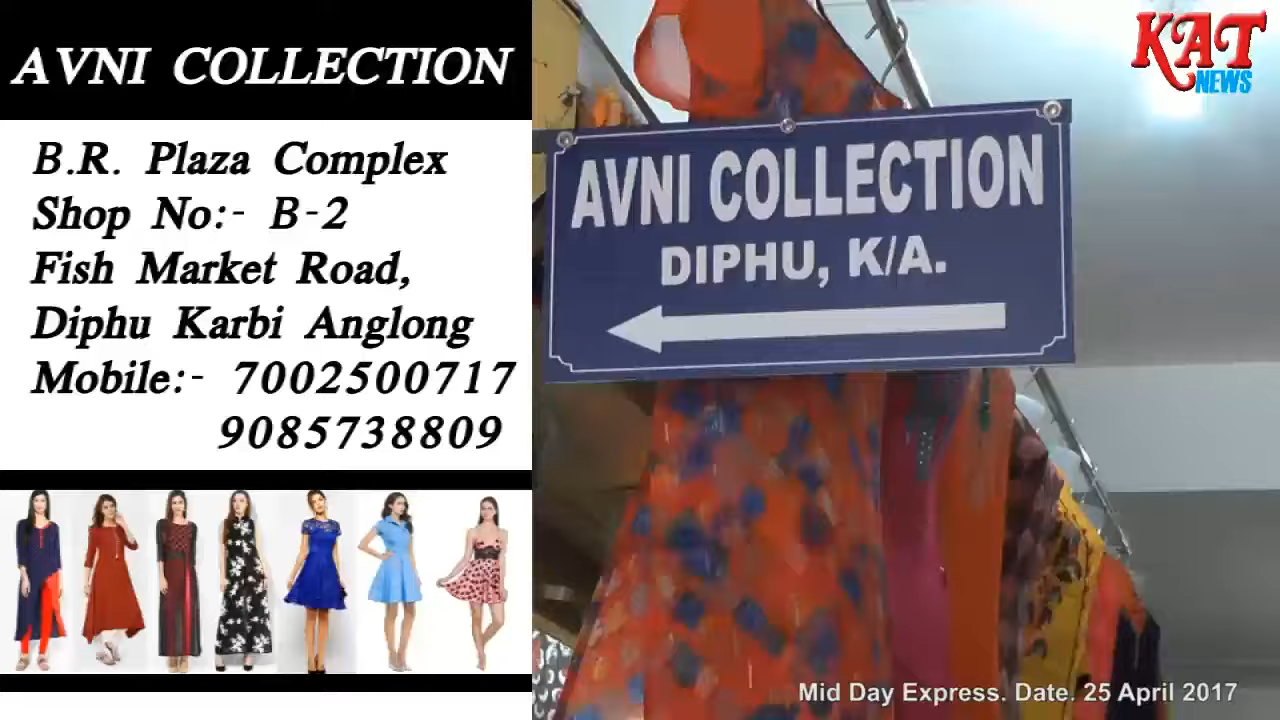 AVNI COLLECTION
B.R. Plaza Complex
Shop No:- B-2
Fish Market Road,
Diphu Karbi Anglong
Mobile:- 7002500717
9085738809
KAT
NEWS
AVNI COLLECTION
DIPHU, K/A.
Mid Day Express. Date. 25 April 2017